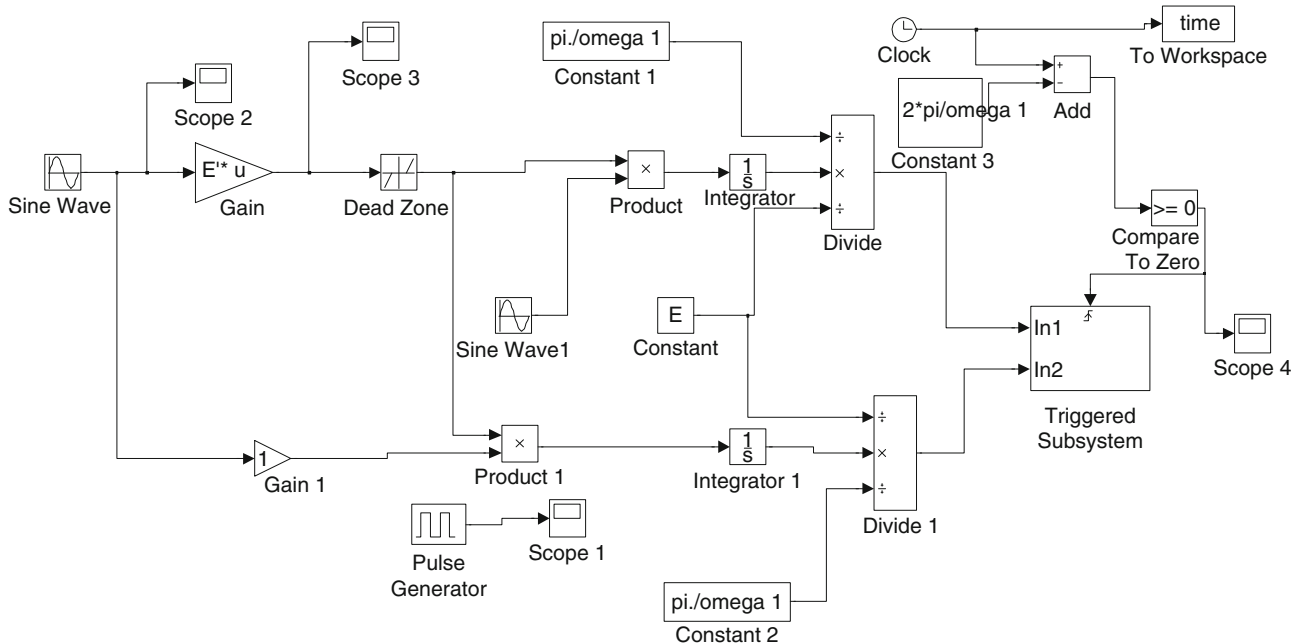 pi./omega 1
Constant 1
Scope 3
Scope 2
Clock
time
To Workspace
+
−
Add
2*pi/omega 1
Constant 3
Sine Wave
E'* u
Gain
Dead Zone
×
Product
1
s
Integrator
÷
×
÷
Divide
>= 0
Compare
To Zero
Sine Wave1
E
Constant
In1
In2
Triggered
Subsystem
Scope 4
1
Gain 1
×
Product 1
1
s
Integrator 1
÷
×
÷
Divide 1
Pulse
Generator
Scope 1
pi./omega 1
Constant 2